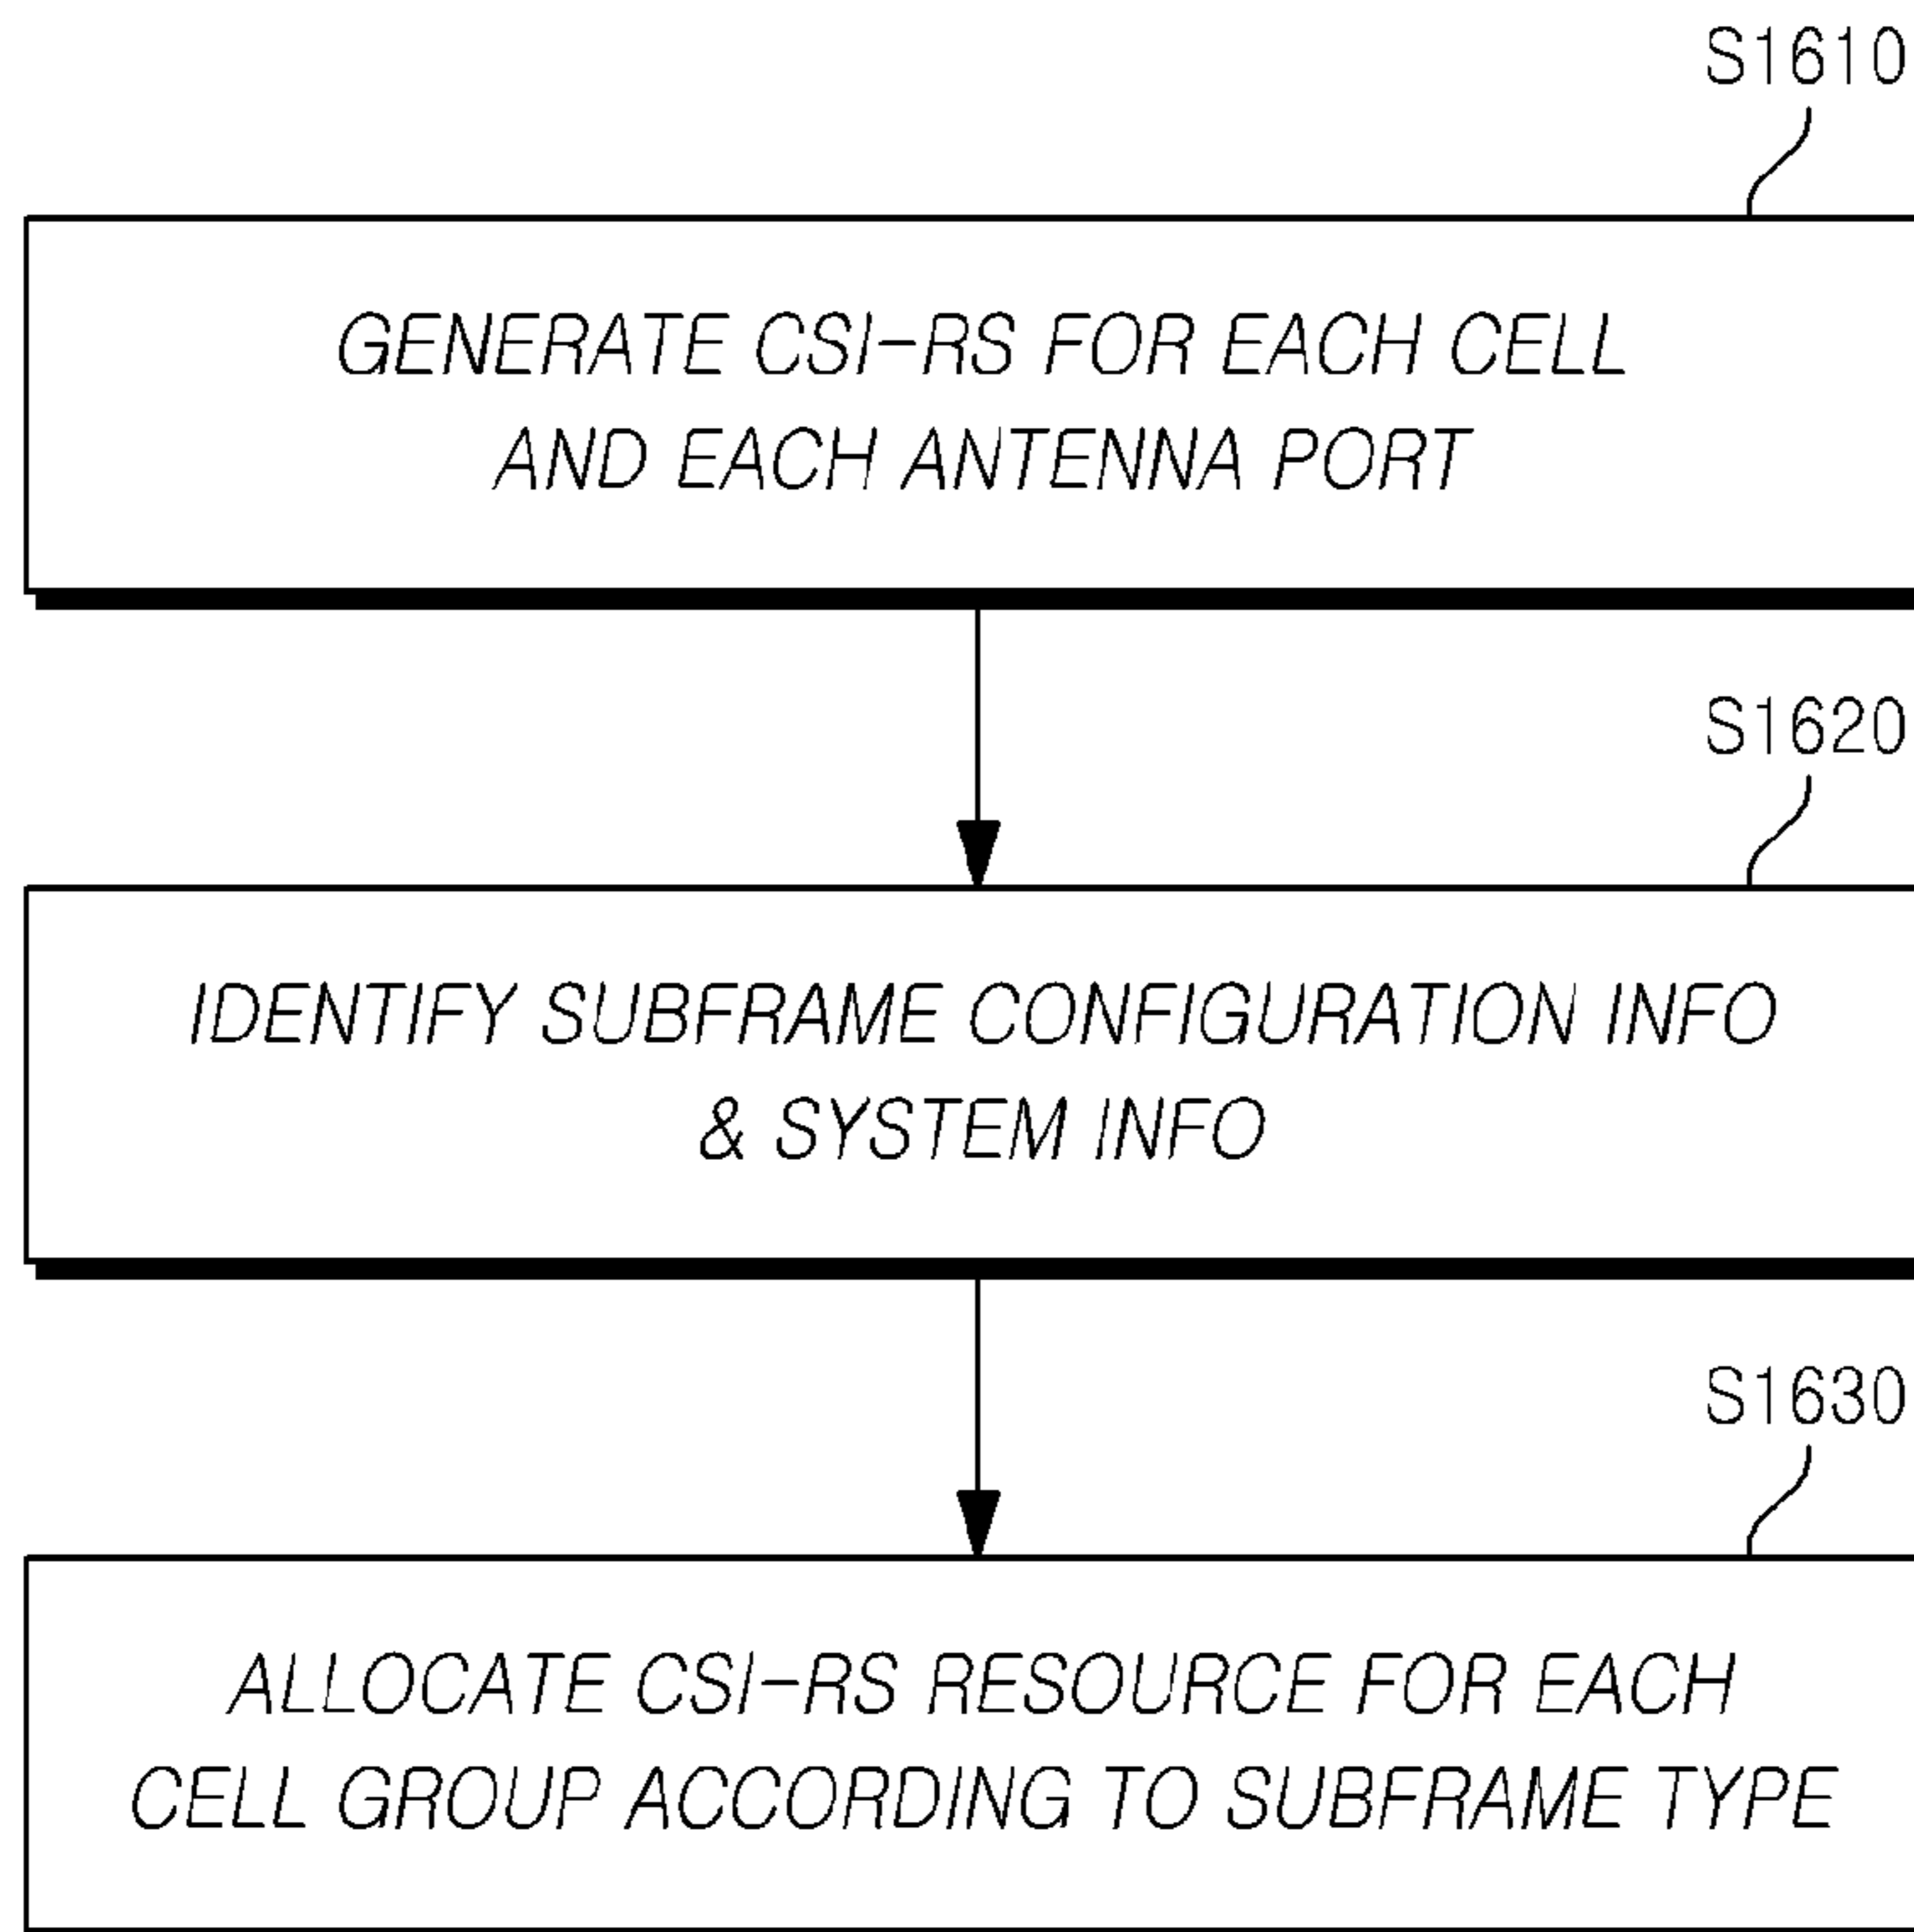 S1610
GENERATE CSI-RS FOR EACH CELL
AND EACH ANTENNA PORT
S1620
IDENTIFY SUBFRAME CONFIGURATION INFO
& SYSTEM INFO
S1630
ALLOCATE CSI-RS RESOURCE FOR EACH
CELL GROUP ACCORDING TO SUBFRAME TYPE